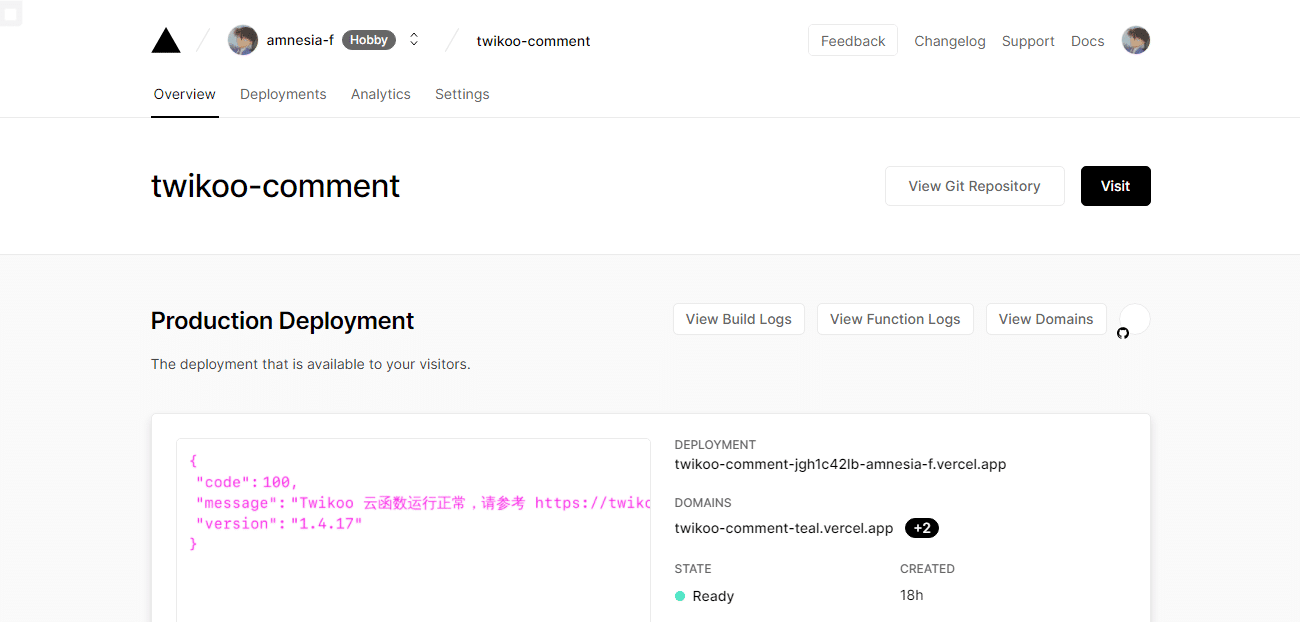 amnesia-f Hobby twikoo-comment Feedback Changelog Support Docs
Overview Deployments Analytics Settings
twikoo-comment View Git Repository Visit
Production Deployment View Build Logs View Function Logs View Domains
The deployment that is available to your visitors.
{
"code": 100,
"message": "Twikoo 云函数运行正常，请参考 https://twiko
"version": "1.4.17"
}
DEPLOYMENT
twikoo-comment-jgh1c42lb-amnesia-f.vercel.app
DOMAINS
twikoo-comment-teal.vercel.app +2
STATE CREATED
Ready 18h